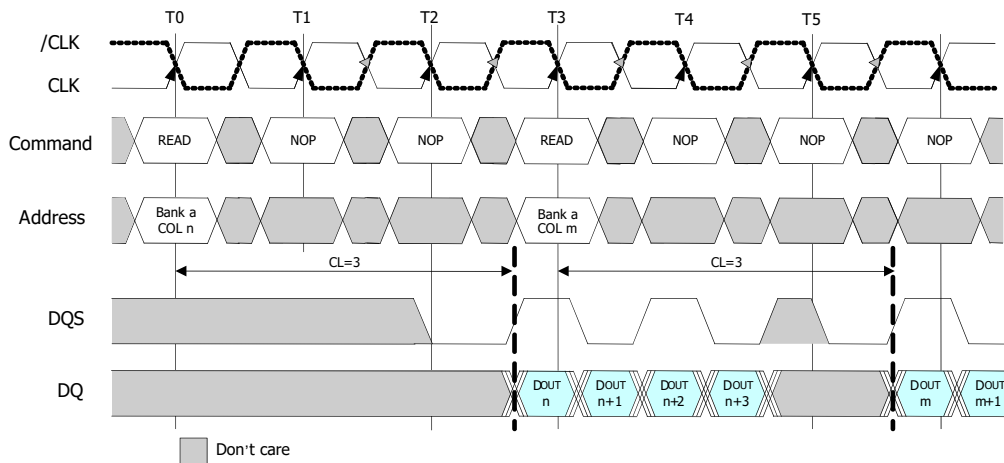 T0 T1 T2 T3 T4 T5
/CLK
CLK
Command READ NOP NOP READ NOP NOP NOP
Address Bank a COL n Bank a COL m
CL=3 CL=3
DQS
DQ DOUT n DOUT n+1 DOUT n+2 DOUT n+3 DOUT m DOUT m+1
Don't care